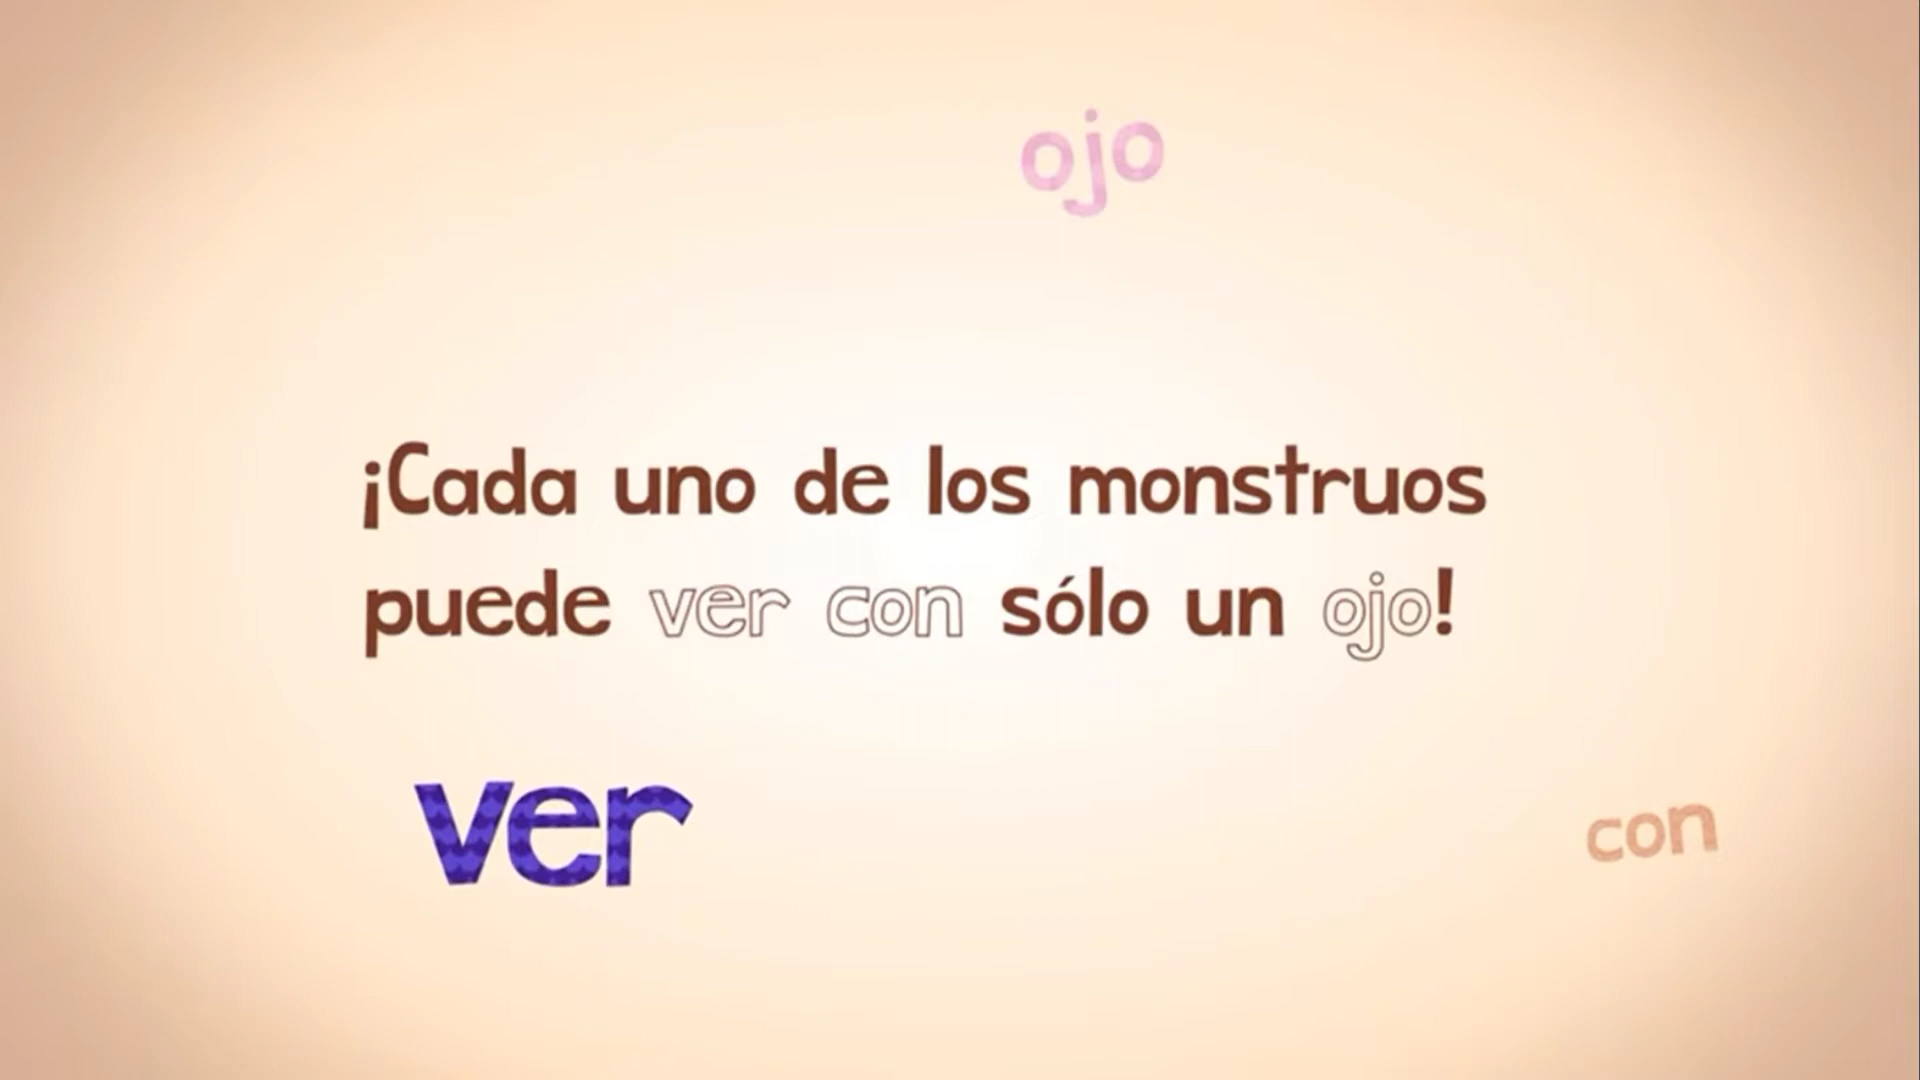 ojo
¡Cada uno de los monstruos
puede ver con sólo un ojo!
ver
con